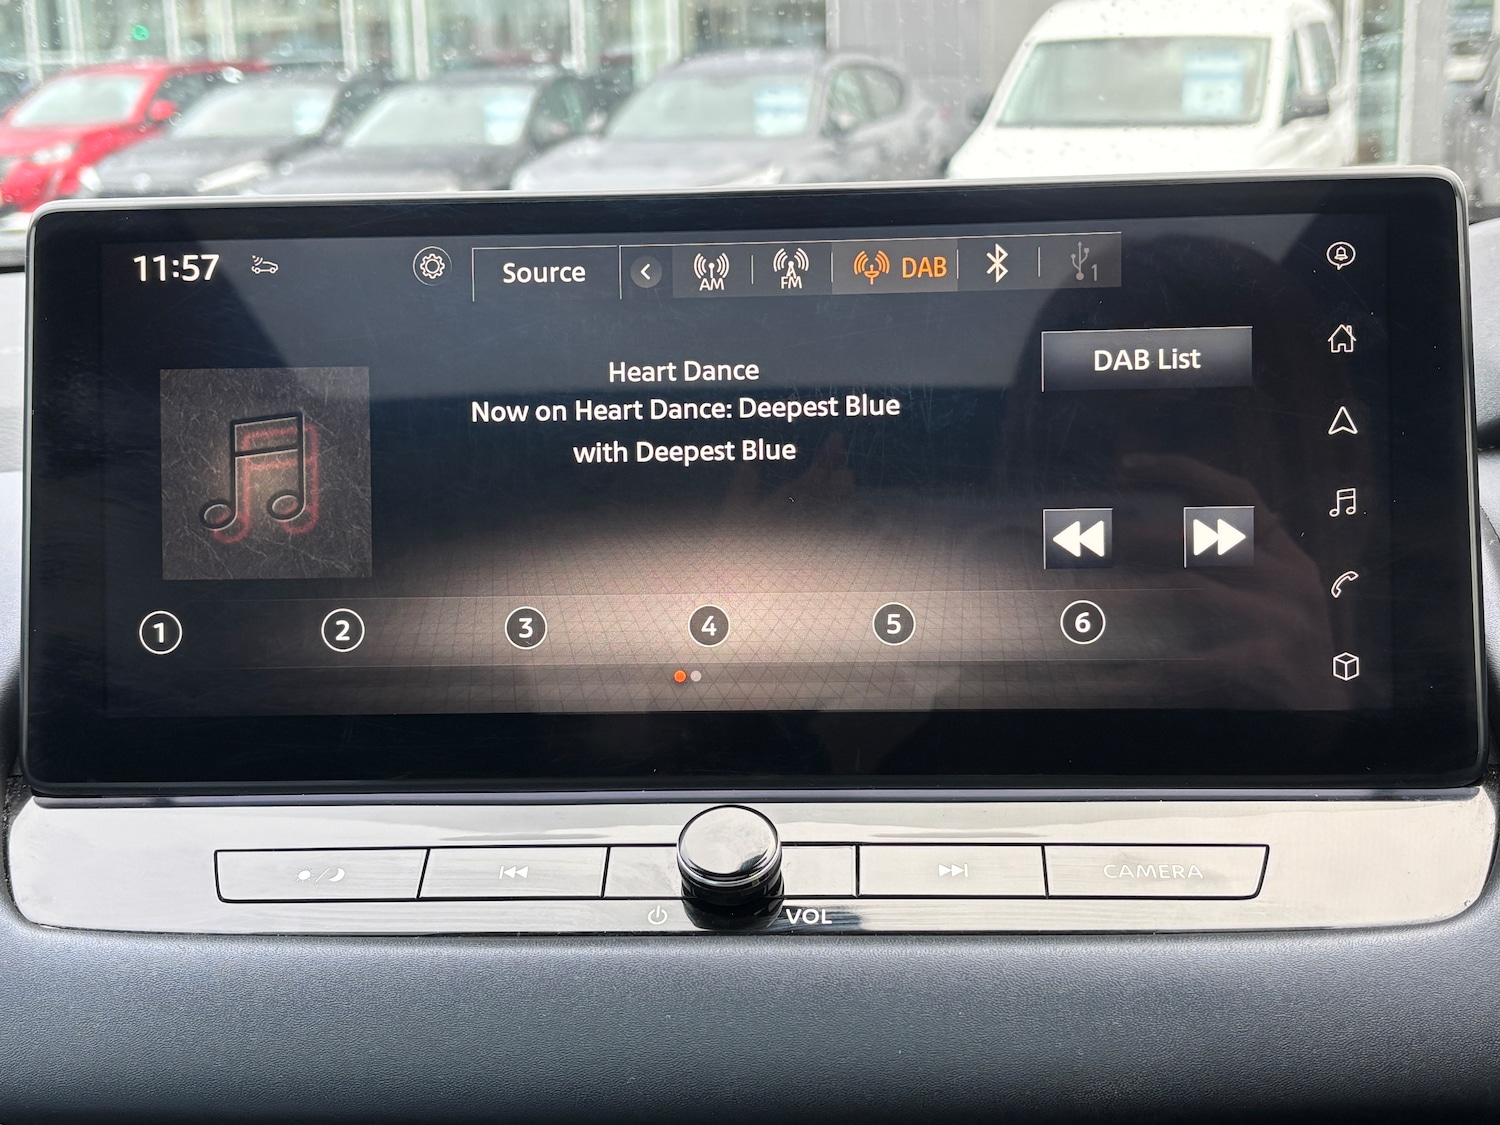 11:57
Source
AM
FM
DAB
1
DAB List
Heart Dance
Now on Heart Dance: Deepest Blue
with Deepest Blue
1 2 3 4 5 6
CAMERA
VOL